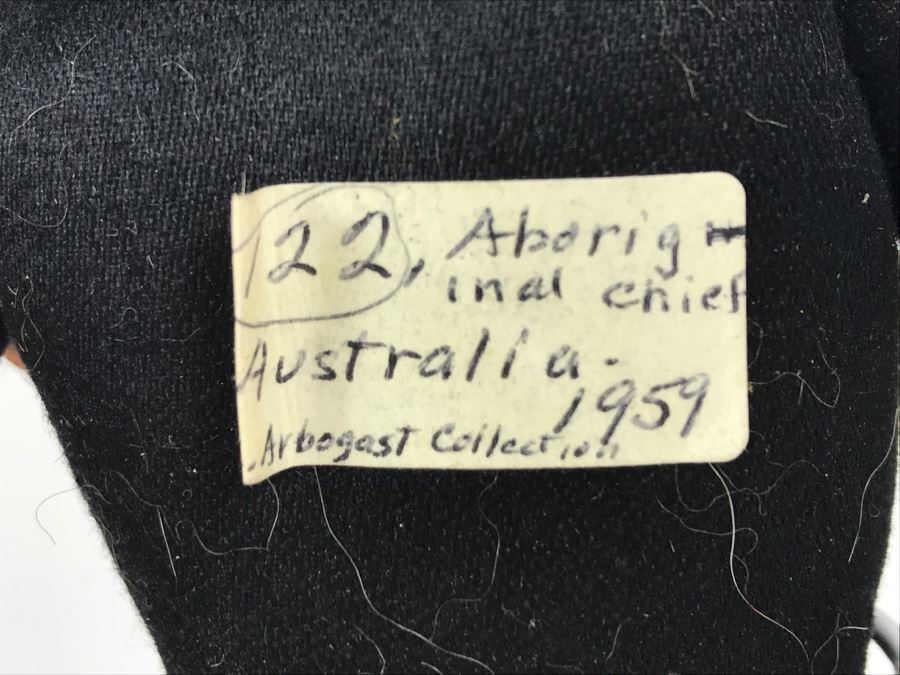 122, Aborig-
inal chief
Australia.
1959
Arbogast Collection